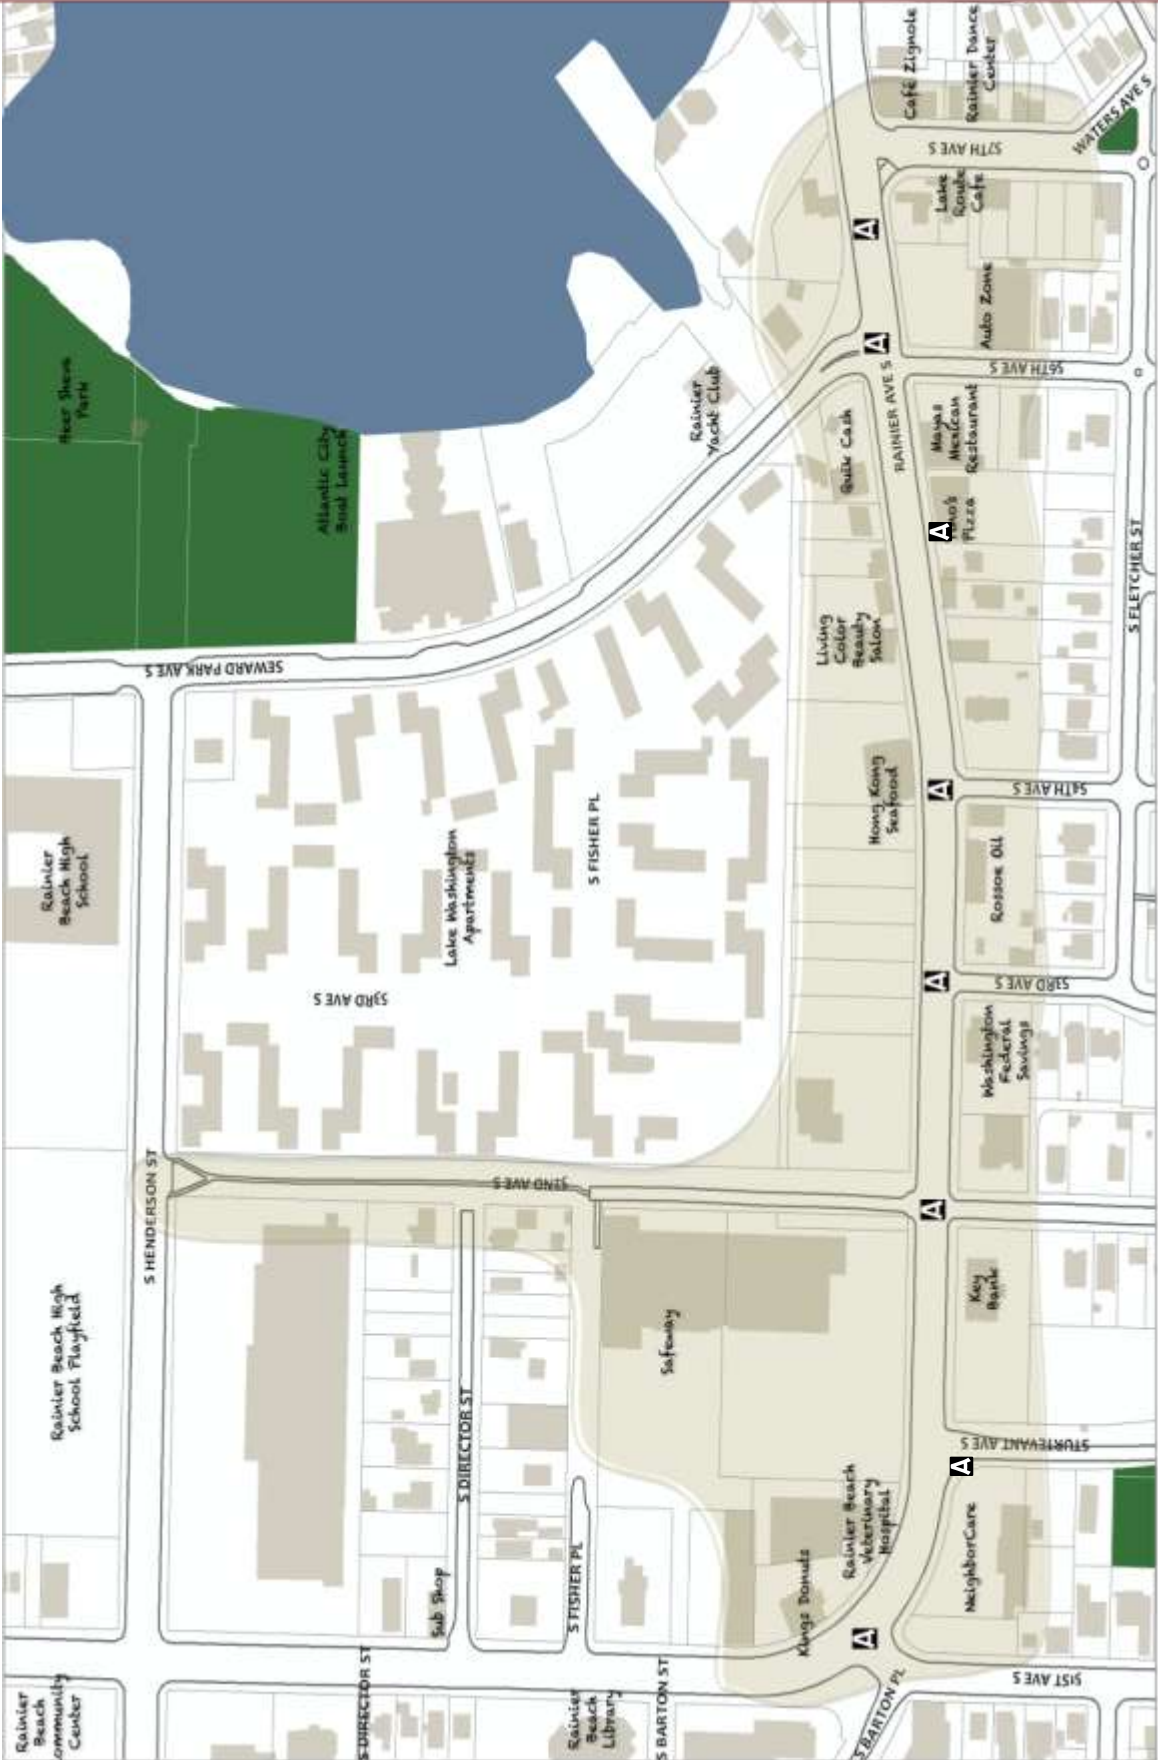 Rainier
Beach
ommunity
Center
Rainier Beach High
School Playfield
Rainier
Beach High
School
Beer Sheva
Park
S HENDERSON ST
SEWARD PARK AVE S
Atlantic City
Boat Launch
S DIRECTOR ST
53RD AVE S
Sub Shop
S DIRECTOR ST
Lake Washington
Apartments
52ND AVE S
Rainier
Beach
Library
S FISHER PL
S FISHER PL
S BARTON ST
Safeway
Rainier
Yacht Club
Kings Donuts
Rainier Beach
Veterinary
Hospital
Living
Color
Beauty
Salon
Quik Cash
Hong Kong
Seafood
S BARTON PL
RAINIER AVE S
Café Zignole
Rainier Dance
Center
57TH AVE S
Lake
Route
Cafe
Mayas
Mexican
Restaurant
Pizza
NeighborCare
Key
Bank
Washington
Federal
Savings
Rossoe Oil
Auto Zone
51ST AVE S
STURTEVANT AVE S
53RD AVE S
54TH AVE S
56TH AVE S
WATERS AVE S
S FLETCHER ST
A
A
A
A
A
A
A
A